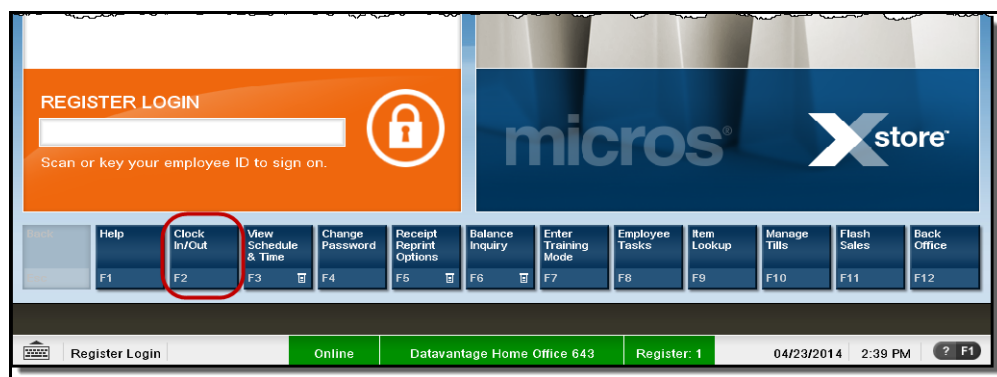 REGISTER LOGIN
Scan or key your employee ID to sign on.
micros®
Xstore™
Back
Help
F1
Clock
In/Out
F2
View
Schedule
& Time
F3
Change
Password
F4
Receipt
Reprint
Options
F5
Balance
Inquiry
F6
Enter
Training
Mode
F7
Employee
Tasks
F8
Item
Lookup
F9
Manage
Tills
F10
Flash
Sales
F11
Back
Office
F12
Register Login
Online
Datavantage Home Office 643
Register: 1
04/23/2014
2:39 PM
? F1